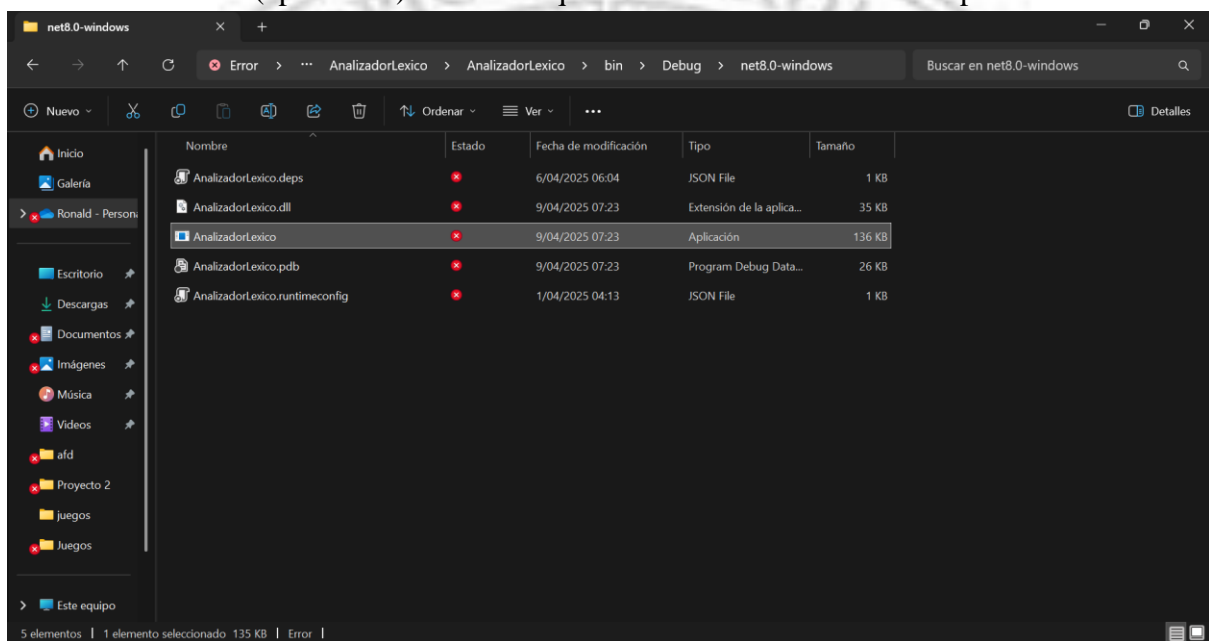 net8.0-windows
Error > ... AnalizadorLexico > AnalizadorLexico > bin > Debug > net8.0-windows
Buscar en net8.0-windows
Nuevo
Ordenar
Ver
Detalles
Inicio
Galería
Ronald - Persona
Escritorio
Descargas
Documentos
Imágenes
Música
Videos
afd
Proyecto 2
juegos
Juegos
Este equipo
Nombre Estado Fecha de modificación Tipo Tamaño
AnalizadorLexico.deps 6/04/2025 06:04 JSON File 1 KB
AnalizadorLexico.dll 9/04/2025 07:23 Extensión de la aplica... 35 KB
AnalizadorLexico 9/04/2025 07:23 Aplicación 136 KB
AnalizadorLexico.pdb 9/04/2025 07:23 Program Debug Data... 26 KB
AnalizadorLexico.runtimeconfig 1/04/2025 04:13 JSON File 1 KB
5 elementos | 1 elemento seleccionado 135 KB | Error |